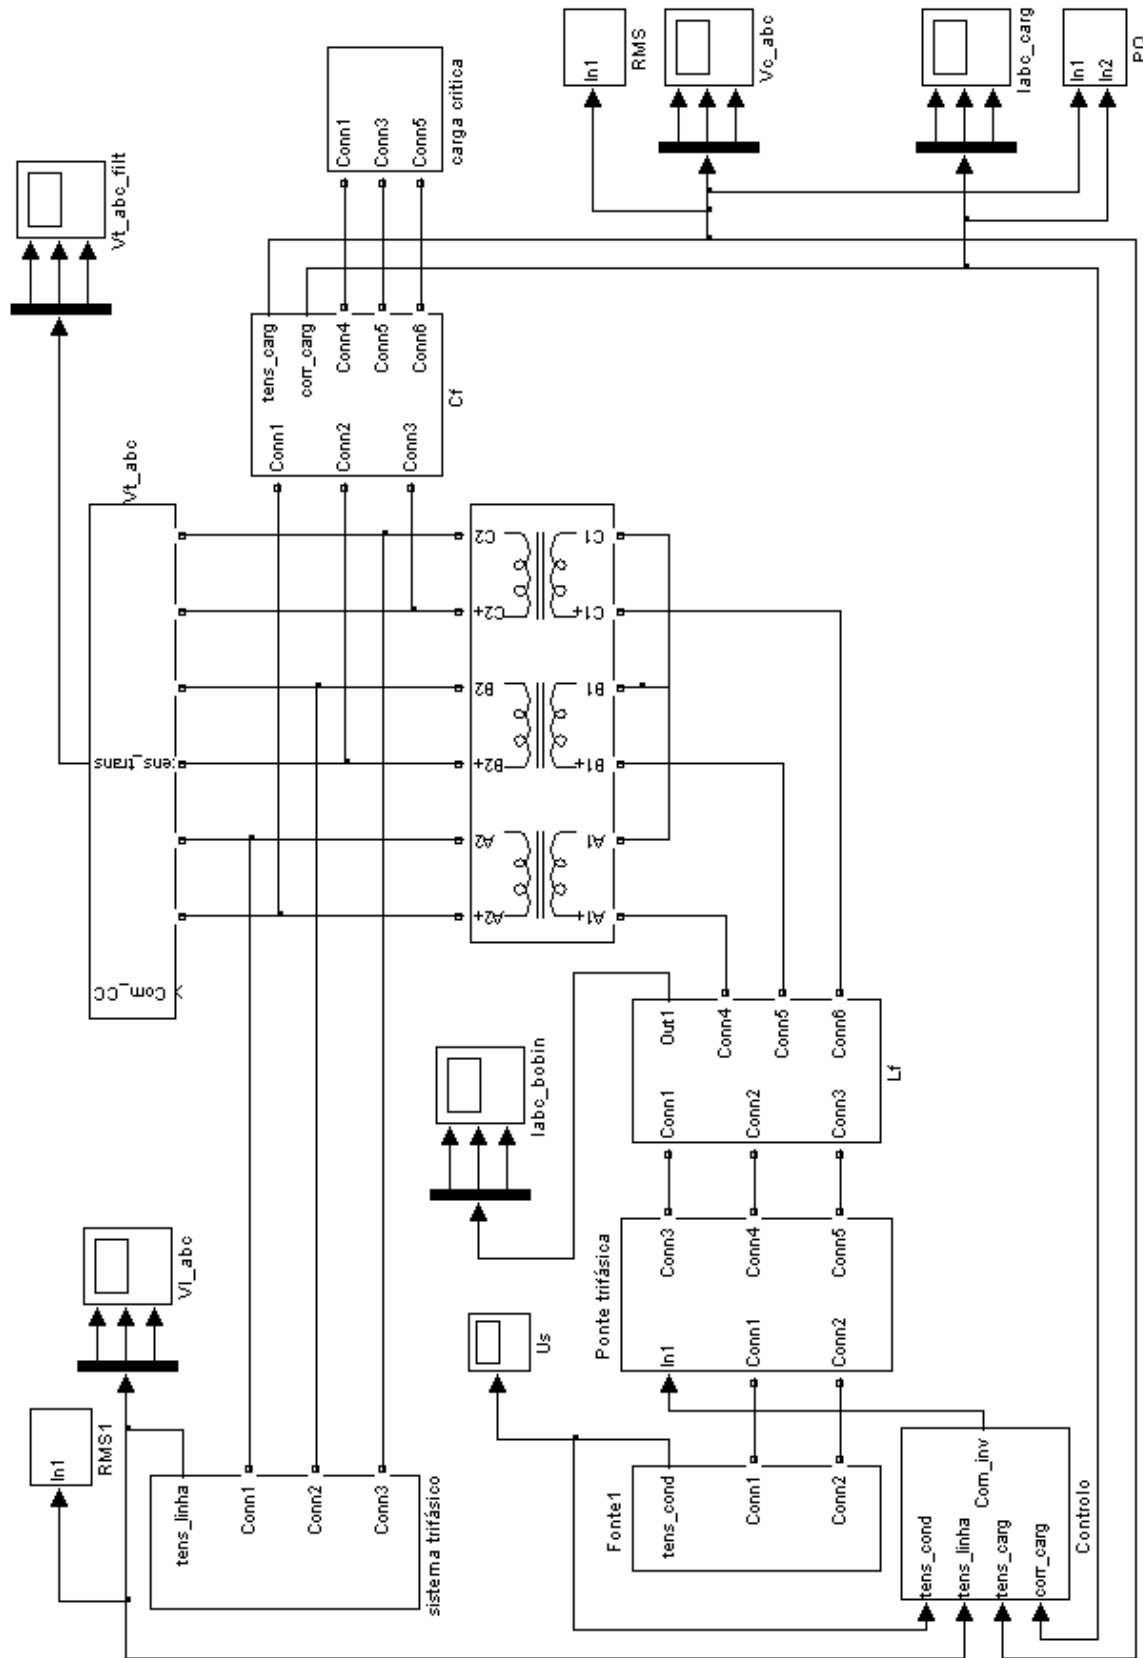 Vt_abc_filt
In1
RMS1
VI_abc
Com_CC
tens_trans
Vt_abc
tens_linha
Conn1
Conn2
Conn3
sistema trifásico
Conn1
Conn2
Conn3
tens_carg
corr_carg
Conn4
Conn5
Conn6
Cf
Conn1
Conn3
Conn5
carga critica
Us
Iabc_bobin
A2+
A2
B2+
B2
C2+
C2
A1+
A1
B1+
B1
C1+
C1
Fonte1
tens_cond
Conn1
Conn2
Ponte trifásica
In1
Conn1
Conn2
Conn3
Conn4
Conn5
Conn1
Conn2
Conn3
Out1
Conn4
Conn5
Conn6
Lf
In1
RMS
Vc_abc
Iabc_carg
tens_cond
tens_linha
tens_carg
corr_carg
Com_inv
Controlo
In1
In2
PQ